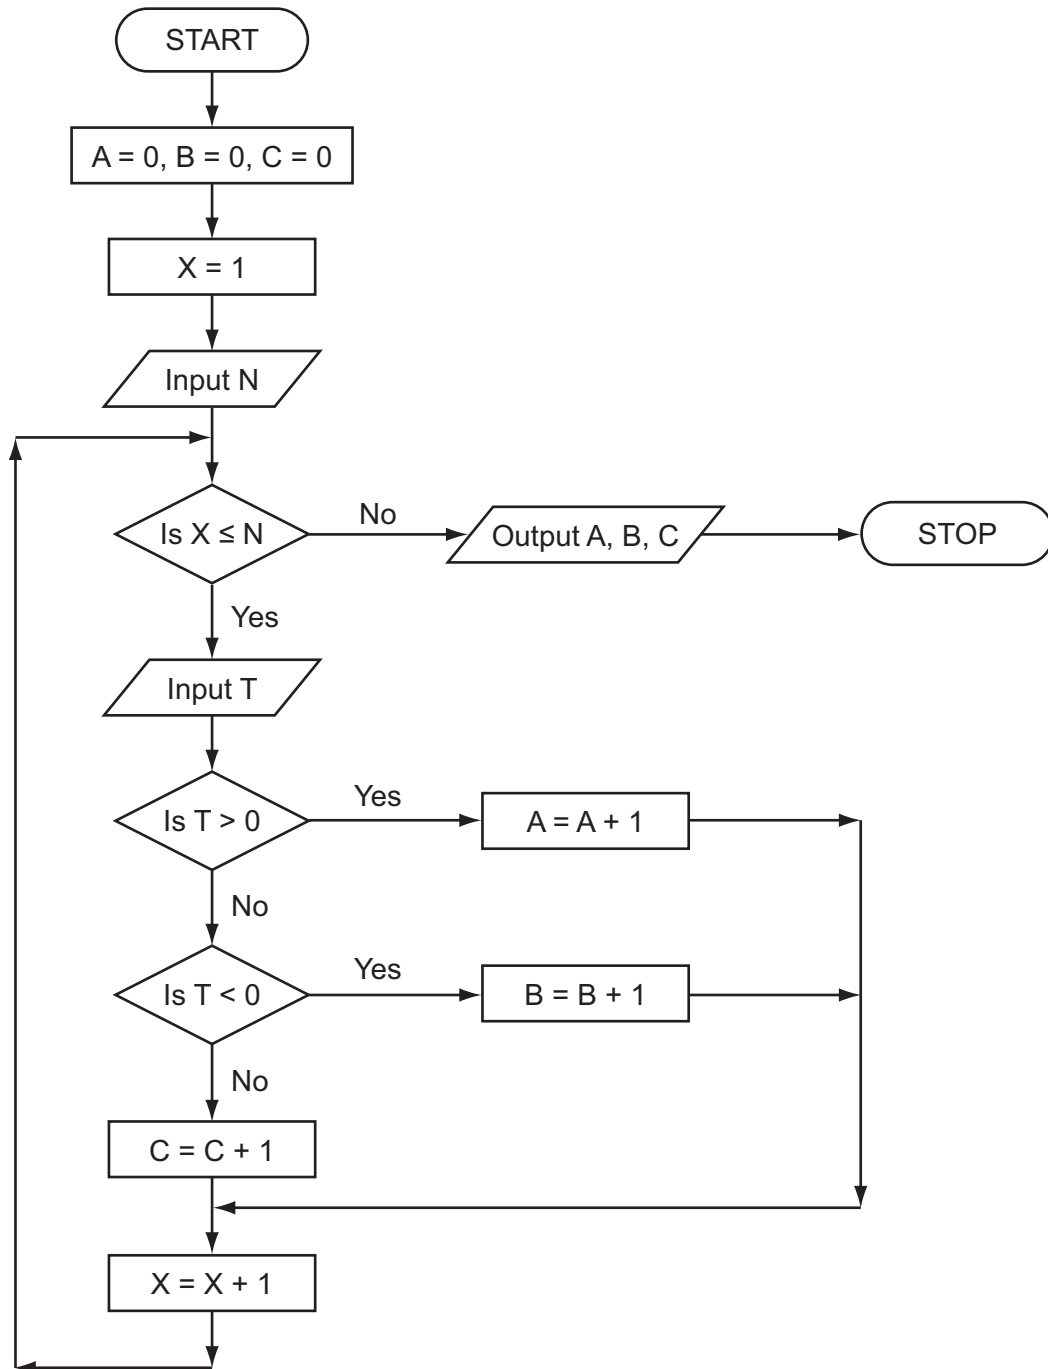 START
A = 0, B = 0, C = 0
X = 1
Input N
Is X ≤ N
No
Output A, B, C
STOP
Yes
Input T
Is T > 0
Yes
A = A + 1
No
Is T < 0
Yes
B = B + 1
No
C = C + 1
X = X + 1